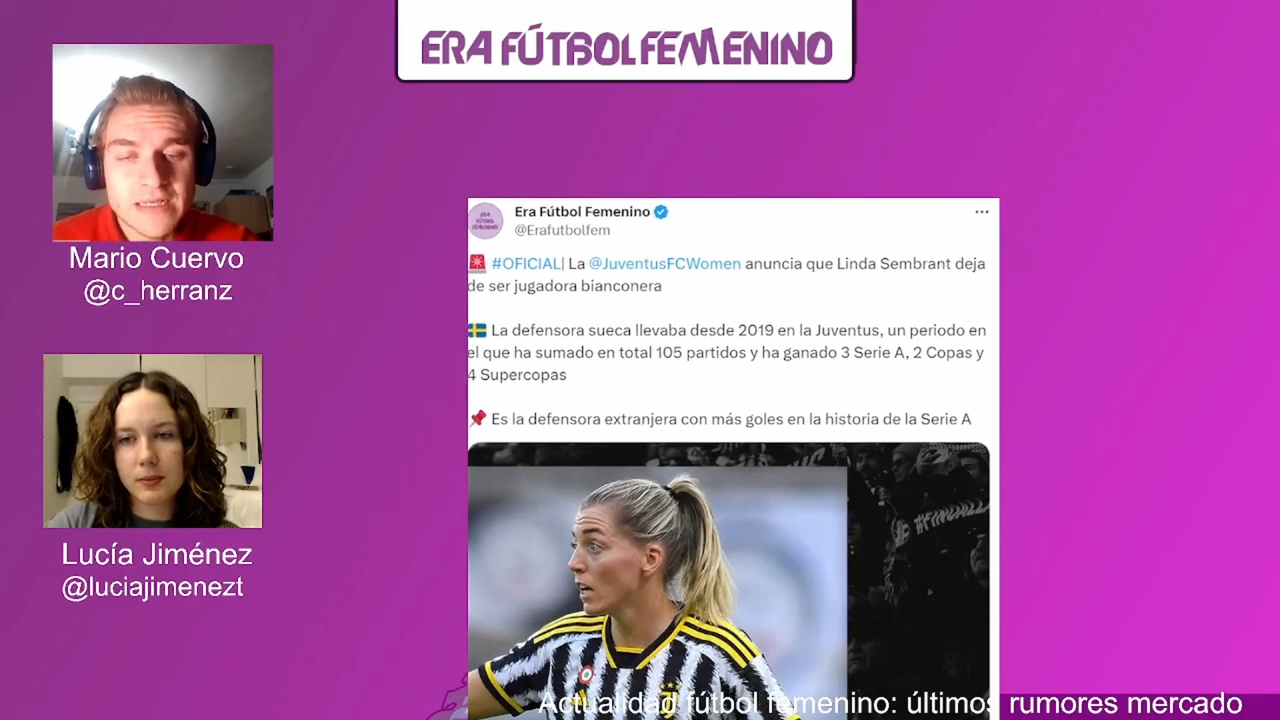 ERA FÚTBOL FEMENINO
Mario Cuervo
@c_herranz
Lucía Jiménez
@luciajimenezt
Era Fútbol Femenino
@Erafutbolfem
#OFICIAL| La @JuventusFCWomen anuncia que Linda Sembrant deja
de ser jugadora bianconera
La defensora sueca llevaba desde 2019 en la Juventus, un periodo en
el que ha sumado en total 105 partidos y ha ganado 3 Serie A, 2 Copas y
4 Supercopas
Es la defensora extranjera con más goles en la historia de la Serie A
Actualidad fútbol femenino: últimos rumores mercado